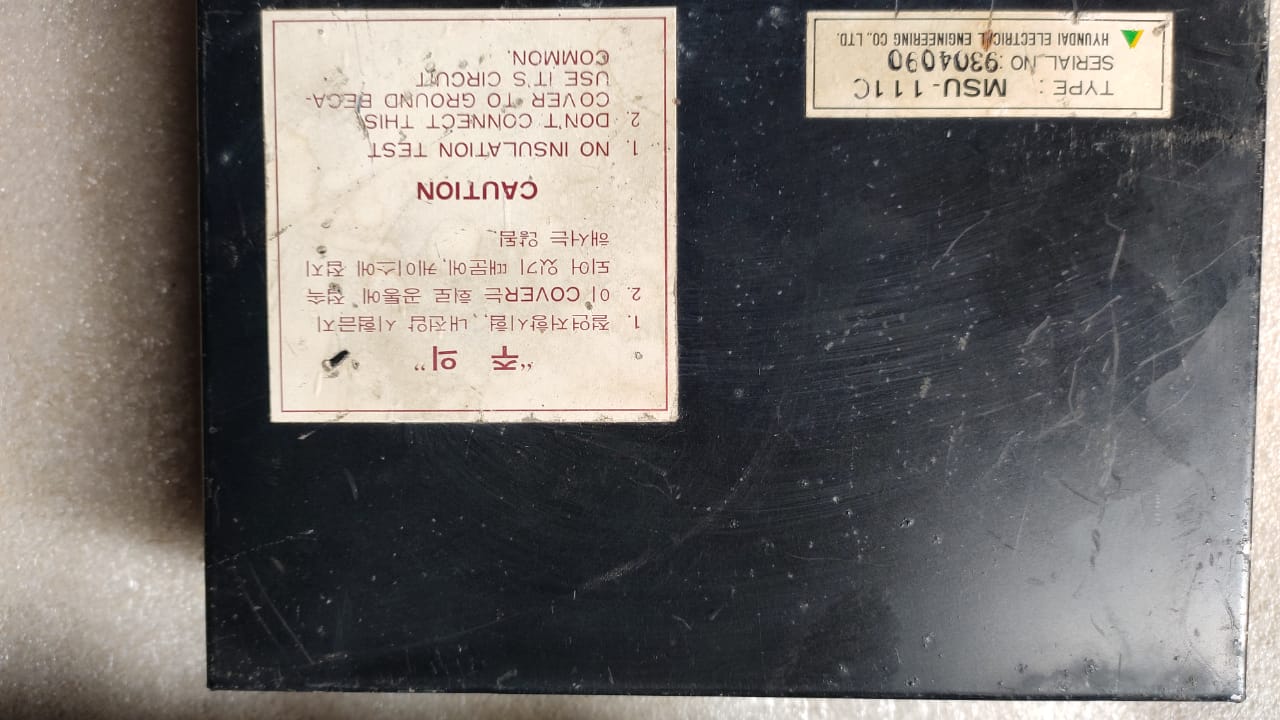 "주 의"
1. 절연저항시험, 내전압 시험금지
2. 이 COVER는 회로 공통에 접속
되어 있기 때문에, 케이스에 접지
해서는 않됨
CAUTION
1. NO INSULATION TEST
2. DON'T CONNECT THIS
COVER TO GROUND BECA-
USE IT'S CIRCUIT
COMMON.
TYPE : MSU-111C
SERIAL NO : 9304090
HYUNDAI ELECTRICAL ENGINEERING CO., LTD.